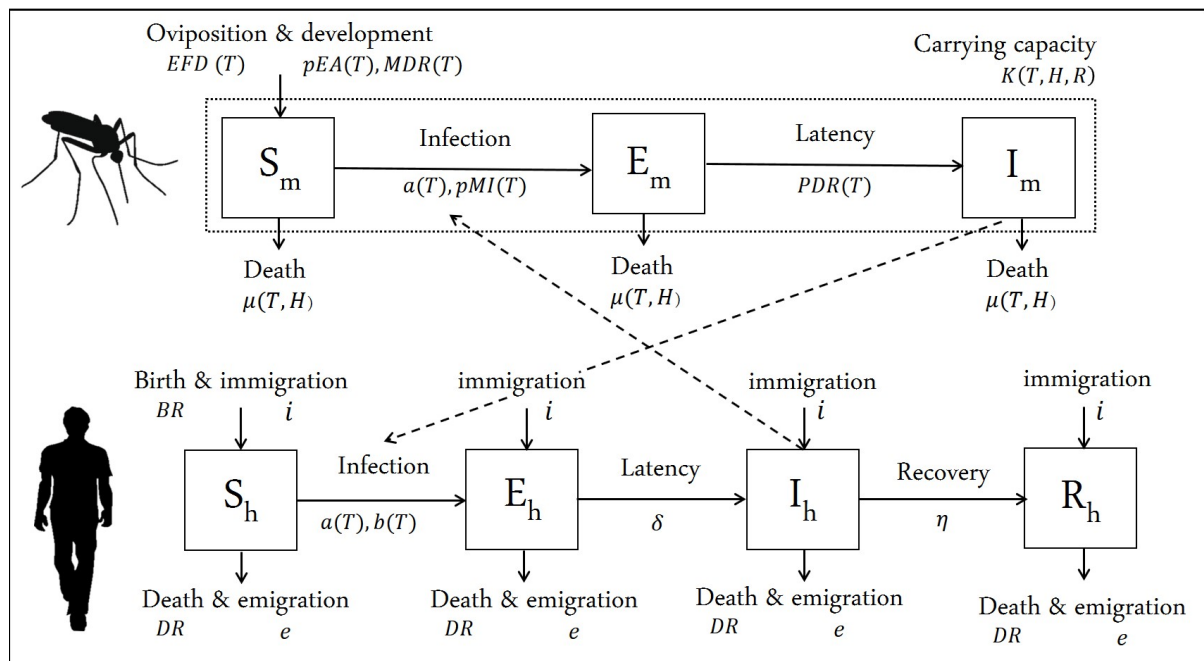 Oviposition & development
EFD (T) pEA(T), MDR(T)
Carrying capacity
K(T, H, R)
S_m
Infection
a(T), pMI(T)
E_m
Latency
PDR(T)
I_m
Death
μ(T, H)
Death
μ(T, H)
Death
μ(T, H)
Birth & immigration
BR i
immigration
i
immigration
i
immigration
i
S_h
Infection
a(T), b(T)
E_h
Latency
δ
I_h
Recovery
η
R_h
Death & emigration
DR e
Death & emigration
DR e
Death & emigration
DR e
Death & emigration
DR e